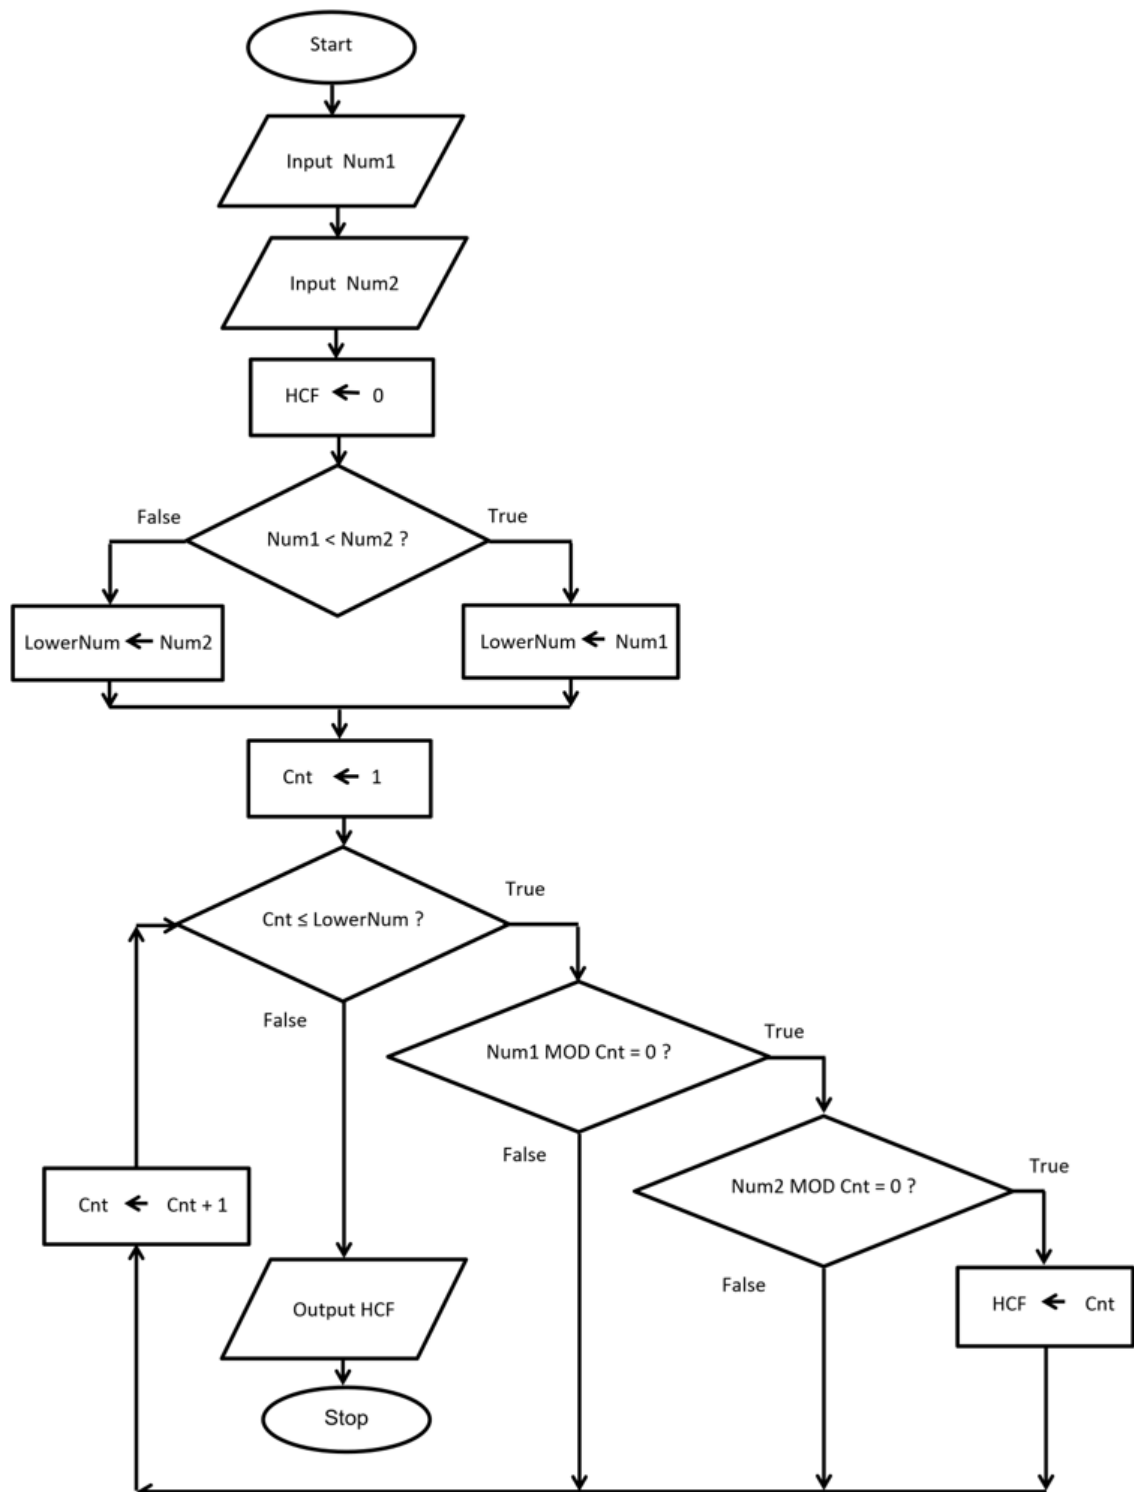 Start
Input Num1
Input Num2
HCF ← 0
False
True
Num1 < Num2 ?
LowerNum ← Num2
LowerNum ← Num1
Cnt ← 1
True
Cnt ≤ LowerNum ?
False
True
Num1 MOD Cnt = 0 ?
False
True
Num2 MOD Cnt = 0 ?
Cnt ← Cnt + 1
False
Output HCF
HCF ← Cnt
Stop